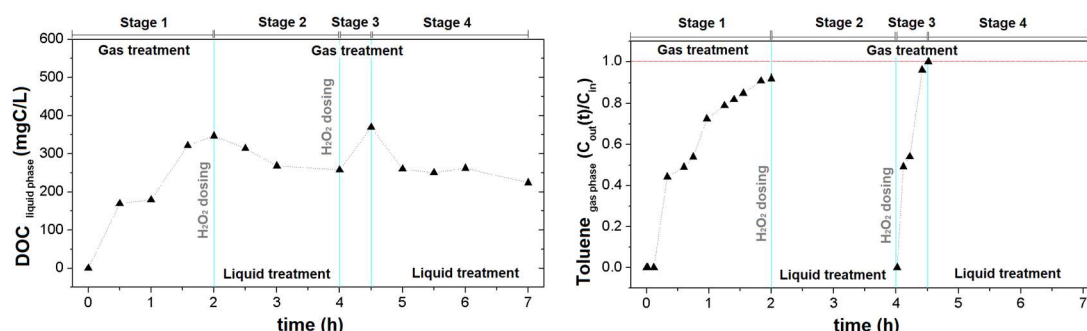 Stage 1 Stage 2 Stage 3 Stage 4
600
500
400
300
200
100
0
DOC liquid phase (mgC/L)
Gas treatment
Gas treatment
H₂O₂ dosing
H₂O₂ dosing
Liquid treatment
Liquid treatment
0 1 2 3 4 5 6 7
time (h)
Stage 1 Stage 2 Stage 3 Stage 4
1.0
0.8
0.6
0.4
0.2
0.0
Toluene gas phase (C_out(t)/C_in)
Gas treatment
Gas treatment
H₂O₂ dosing
H₂O₂ dosing
Liquid treatment
Liquid treatment
0 1 2 3 4 5 6 7
time (h)